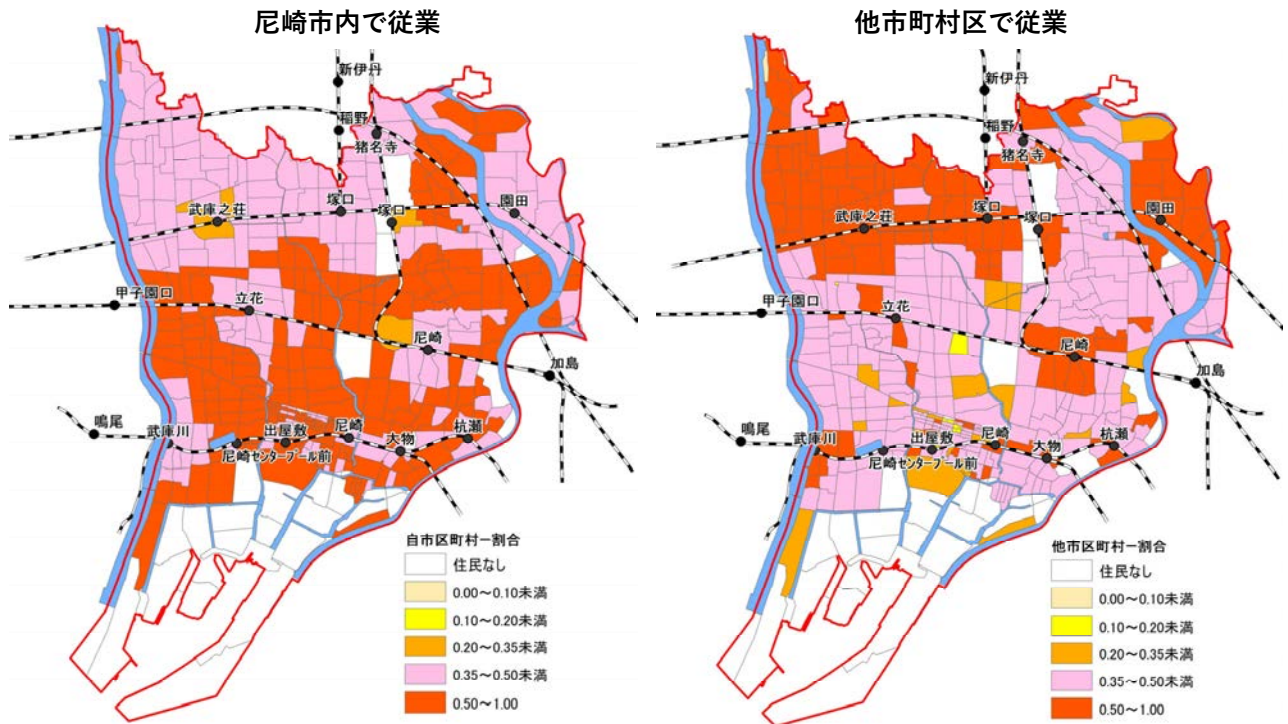 尼崎市内で従業
新伊丹
稲野
猪名寺
武庫之荘
塚口
塚口
園田
甲子園口
立花
尼崎
加島
鳴尾
武庫川
出屋敷
尼崎
大物
杭瀬
尼崎センタープール前
自市区町村ー割合
住民なし
0.00～0.10未満
0.10～0.20未満
0.20～0.35未満
0.35～0.50未満
0.50～1.00
他市町村区で従業
新伊丹
稲野
猪名寺
武庫之荘
塚口
塚口
園田
甲子園口
立花
尼崎
加島
鳴尾
武庫川
出屋敷
尼崎
大物
杭瀬
尼崎センタープール前
他市区町村ー割合
住民なし
0.00～0.10未満
0.10～0.20未満
0.20～0.35未満
0.35～0.50未満
0.50～1.00